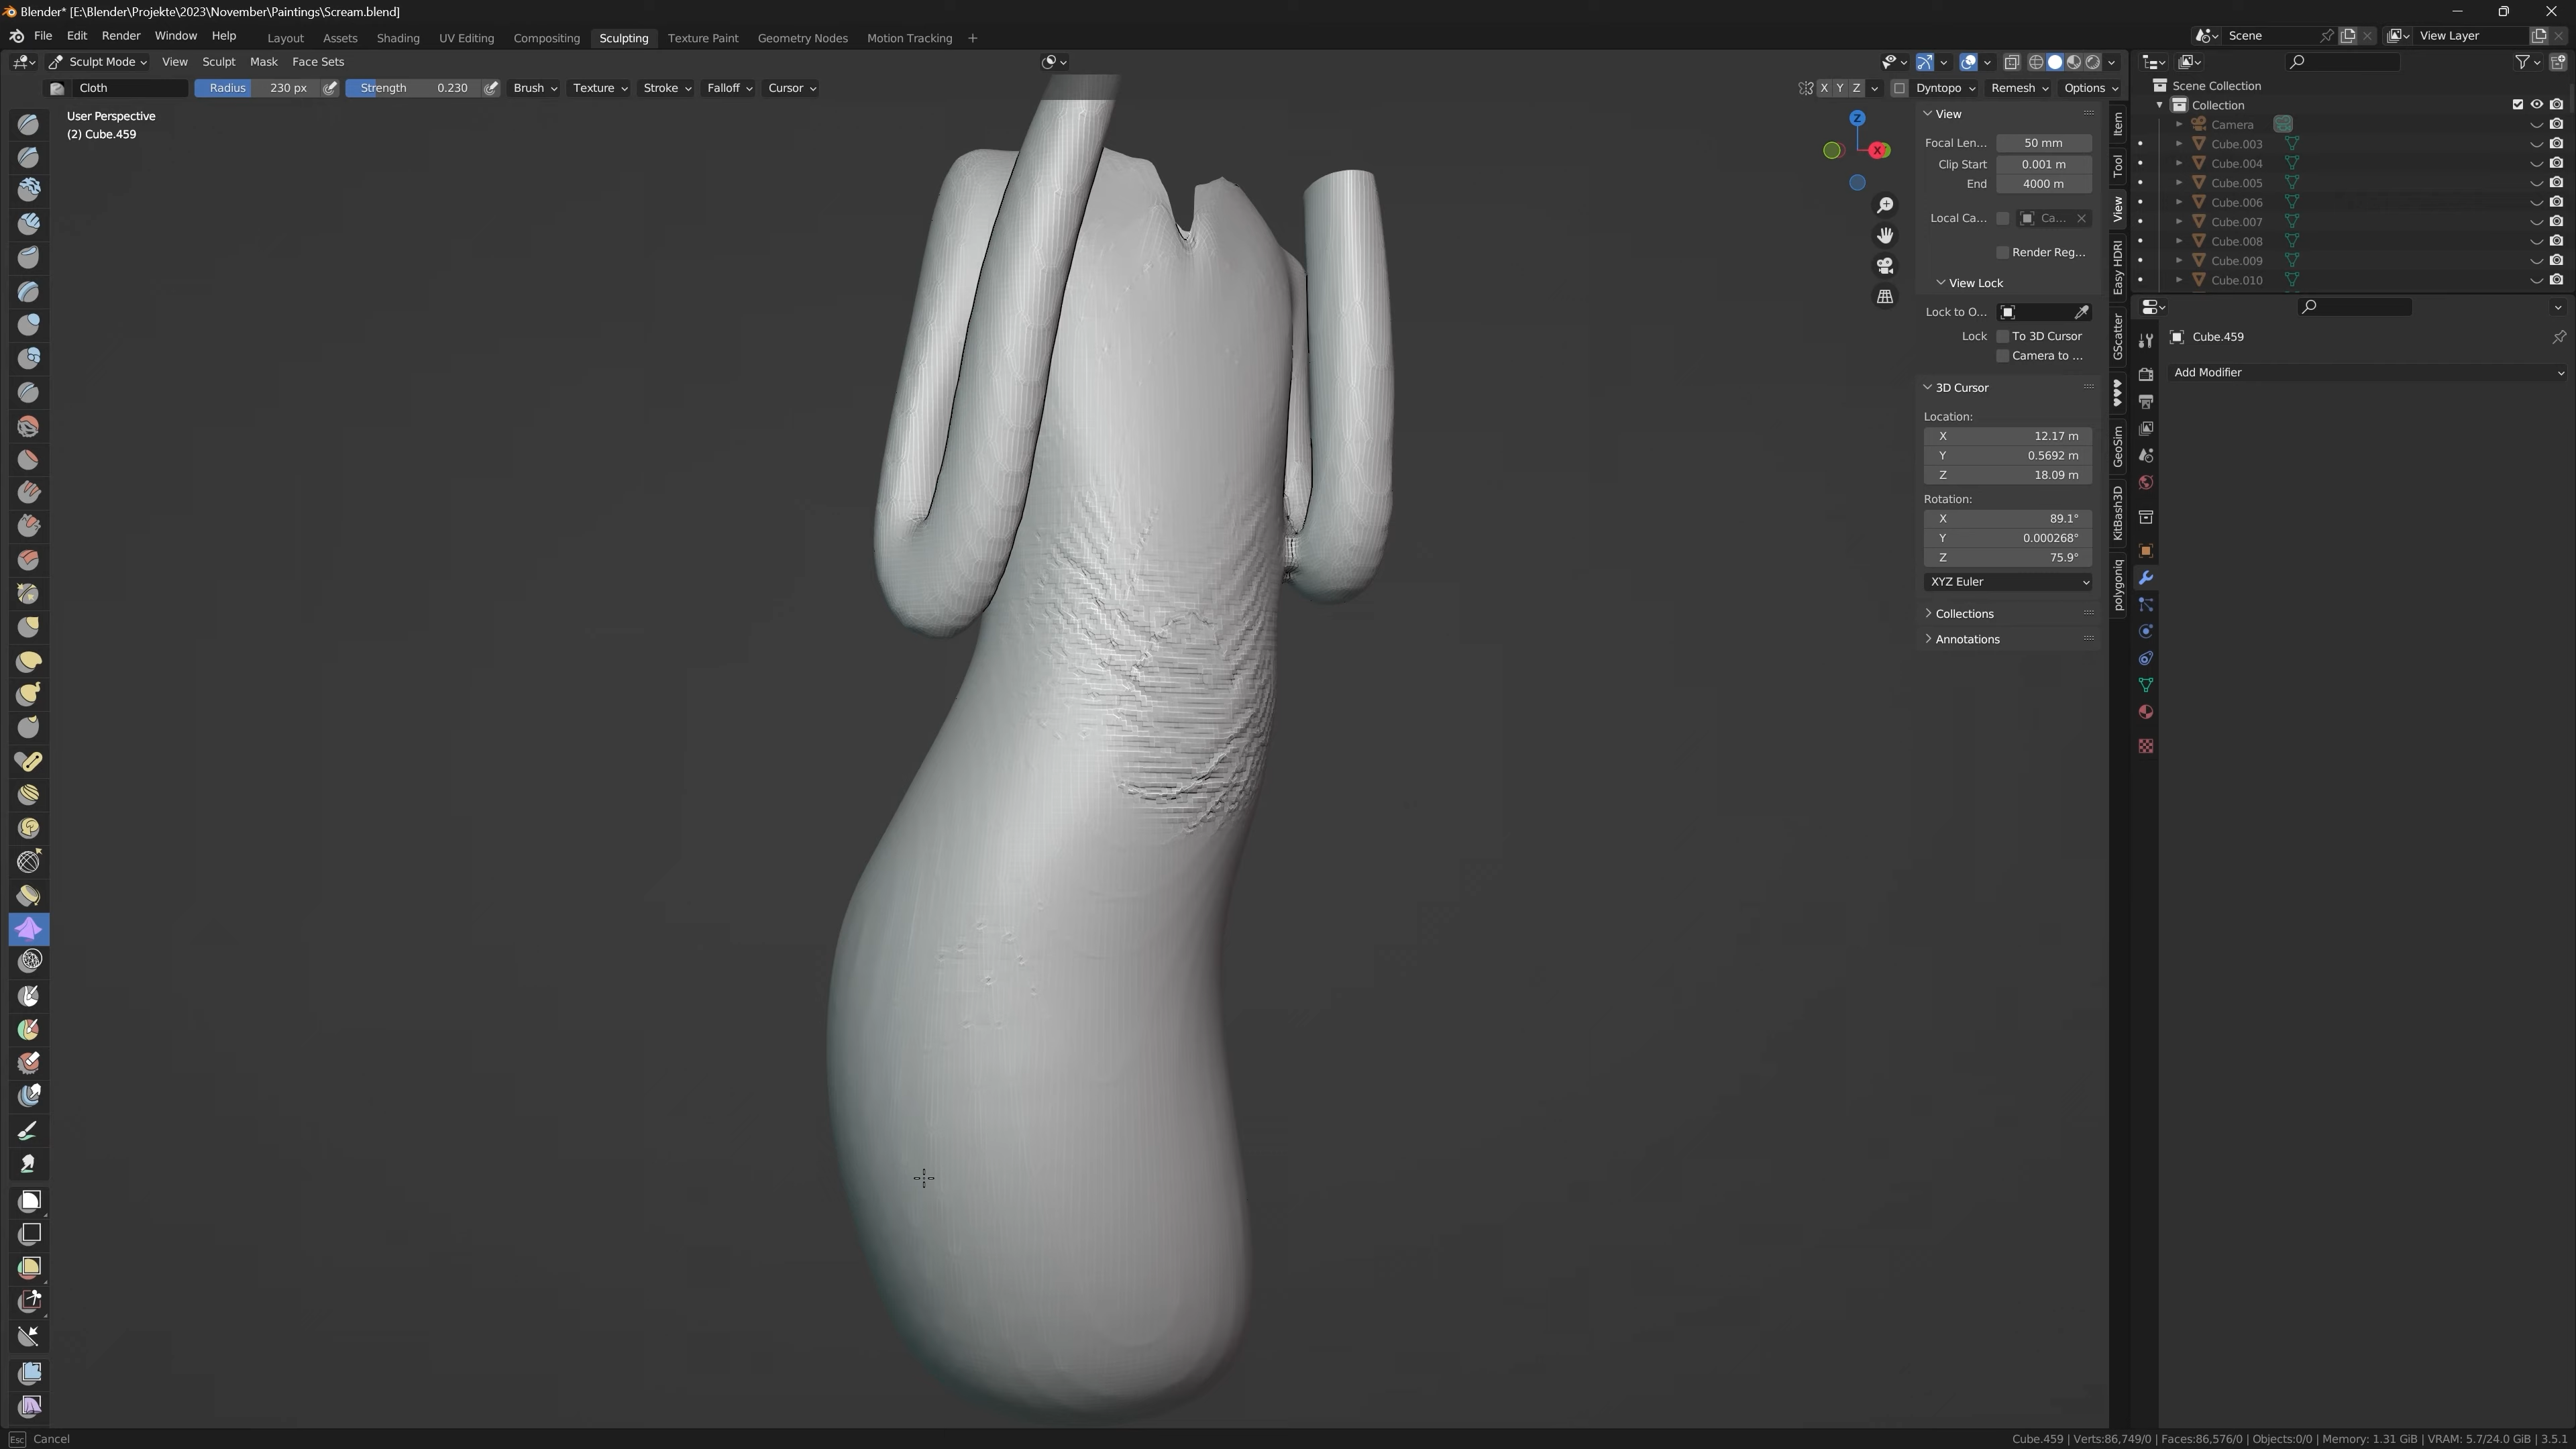 Blender* [E:\Blender\Projekte\2023\November\Paintings\Scream.blend]
File Edit Render Window Help Layout Assets Shading UV Editing Compositing Sculpting Texture Paint Geometry Nodes Motion Tracking + Scene View Layer
Sculpt Mode View Sculpt Mask Face Sets
Cloth Radius 230 px Strength 0.230 Brush Texture Stroke Falloff Cursor X Y Z Dyntopo Remesh Options
User Perspective
(2) Cube.459
Z
X
View
Focal Len... 50 mm
Clip Start 0.001 m
End 4000 m
Local Ca... Ca...
Render Reg...
View Lock
Lock to O...
Lock To 3D Cursor
Camera to ...
3D Cursor
Location:
X 12.17 m
Y 0.5692 m
Z 18.09 m
Rotation:
X 89.1°
Y 0.000268°
Z 75.9°
XYZ Euler
Collections
Annotations
Item
Tool
View
Easy HDRI
GScatter
♥♥♥
GeoSim
KitBash3D
polygoniq
Scene Collection
Collection
Camera
Cube.003
Cube.004
Cube.005
Cube.006
Cube.007
Cube.008
Cube.009
Cube.010
Cube.459
Add Modifier
Esc Cancel
Cube.459 | Verts:86,749/0 | Faces:86,576/0 | Objects:0/0 | Memory: 1.31 GiB | VRAM: 5.7/24.0 GiB | 3.5.1